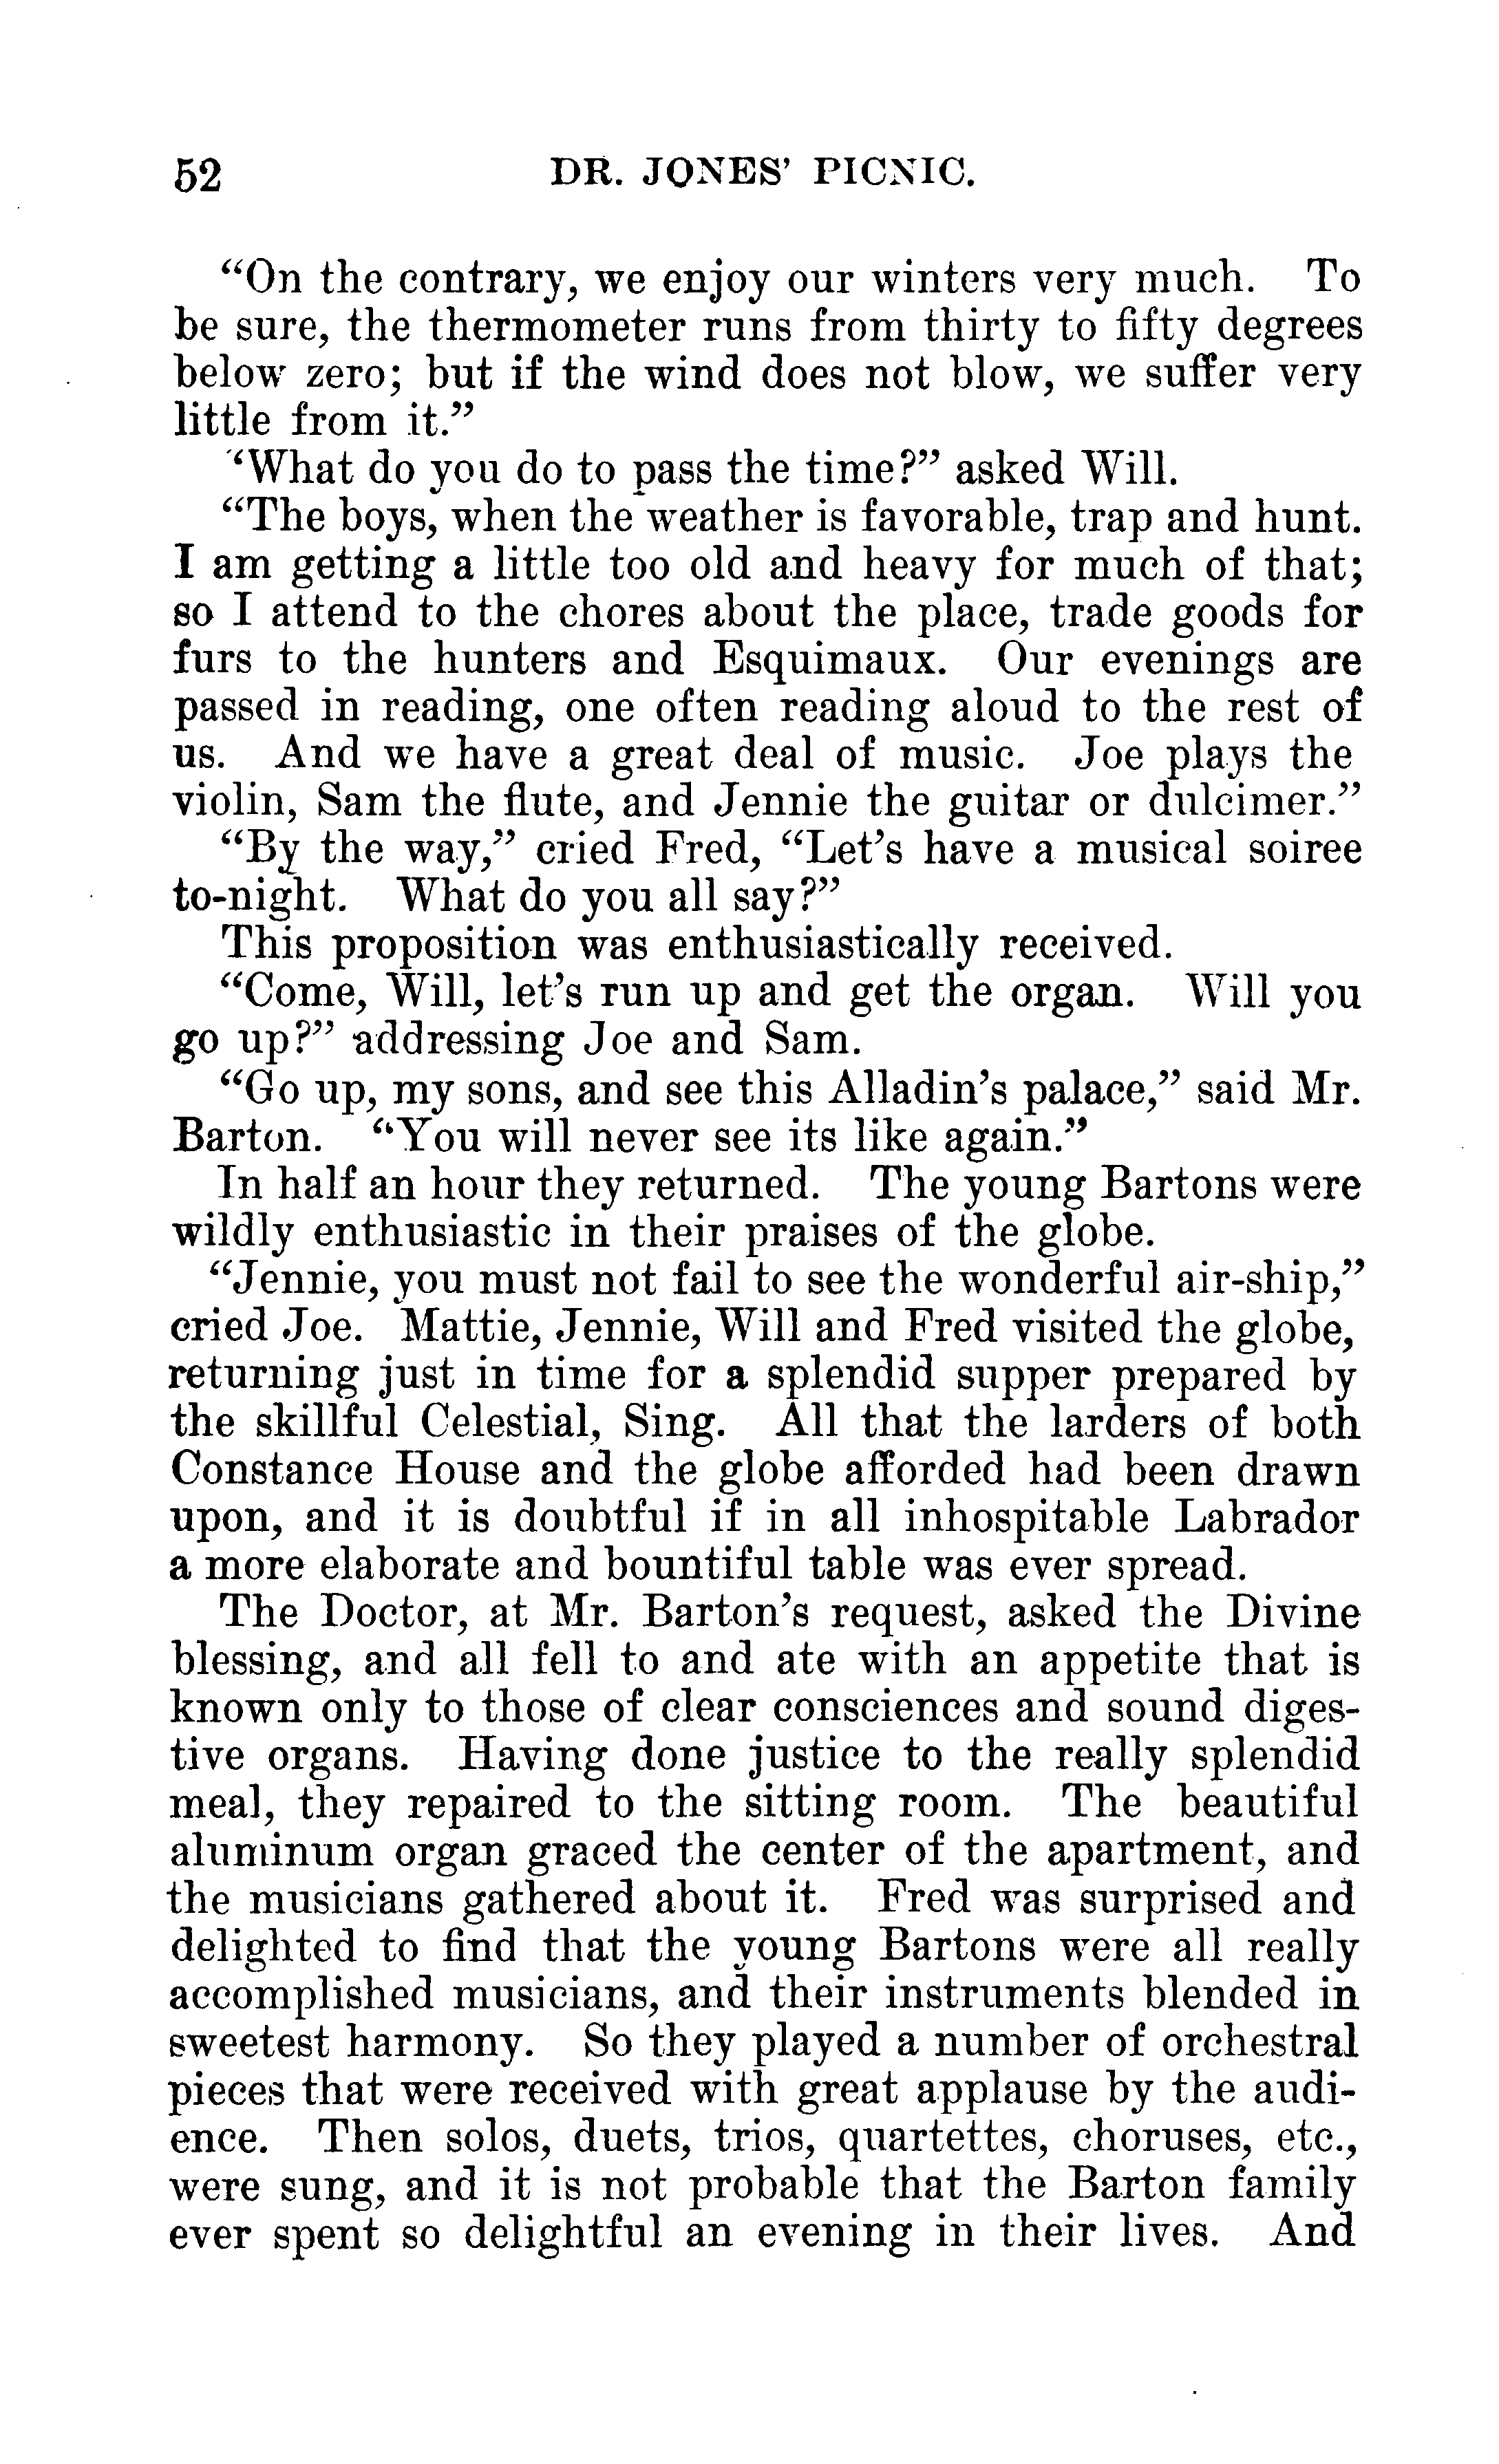 52 DR. JONES' PICNIC.
“On the contrary, we enjoy our winters very much. To
be sure, the thermometer runs from thirty to fifty degrees
below zero; but if the wind does not blow, we suffer very
little from it.”
“What do you do to pass the time?” asked Will.
“The boys, when the weather is favorable, trap and hunt.
I am getting a little too old and heavy for much of that;
so I attend to the chores about the place, trade goods for
furs to the hunters and Esquimaux. Our evenings are
passed in reading, one often reading aloud to the rest of
us. And we have a great deal of music. Joe plays the
violin, Sam the flute, and Jennie the guitar or dulcimer.”
“By the way,” cried Fred, “Let's have a musical soiree
to-night. What do you all say?”
This proposition was enthusiastically received.
“Come, Will, let's run up and get the organ. Will you
go up?” addressing Joe and Sam.
“Go up, my sons, and see this Alladin's palace,” said Mr.
Barton. “You will never see its like again.”
In half an hour they returned. The young Bartons were
wildly enthusiastic in their praises of the globe.
“Jennie, you must not fail to see the wonderful air-ship,”
cried Joe. Mattie, Jennie, Will and Fred visited the globe,
returning just in time for a splendid supper prepared by
the skillful Celestial, Sing. All that the larders of both
Constance House and the globe afforded had been drawn
upon, and it is doubtful if in all inhospitable Labrador
a more elaborate and bountiful table was ever spread.
The Doctor, at Mr. Barton's request, asked the Divine
blessing, and all fell to and ate with an appetite that is
known only to those of clear consciences and sound diges-
tive organs. Having done justice to the really splendid
meal, they repaired to the sitting room. The beautiful
aluminum organ graced the center of the apartment, and
the musicians gathered about it. Fred was surprised and
delighted to find that the young Bartons were all really
accomplished musicians, and their instruments blended in
sweetest harmony. So they played a number of orchestral
pieces that were received with great applause by the audi-
ence. Then solos, duets, trios, quartettes, choruses, etc.,
were sung, and it is not probable that the Barton family
ever spent so delightful an evening in their lives. And